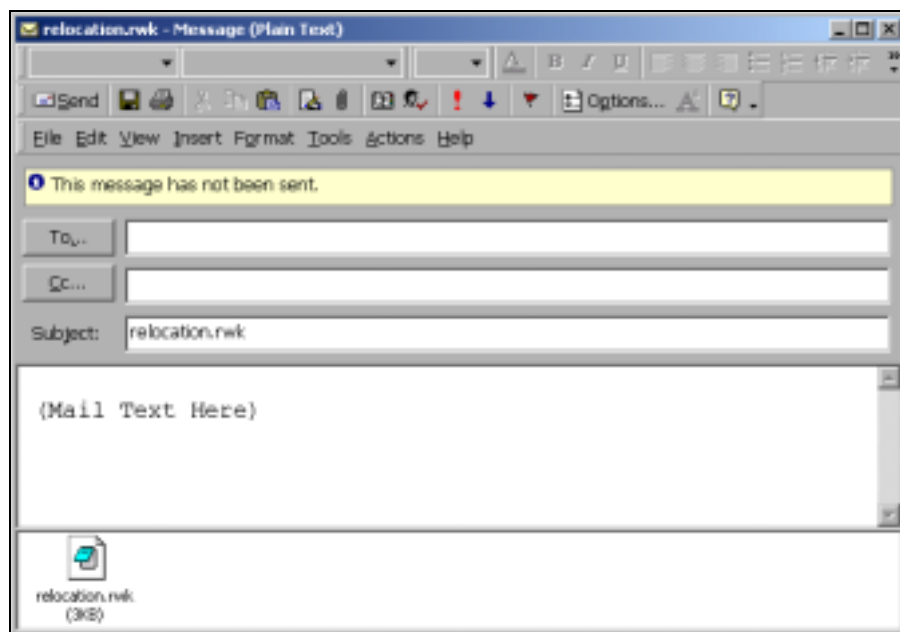 relocation.rwk - Message (Plain Text)
A B I U
Send Options... A
File Edit View Insert Format Tools Actions Help
This message has not been sent.
To...
Cc...
Subject: relocation.rwk
(Mail Text Here)
relocation.rwk
(3KB)